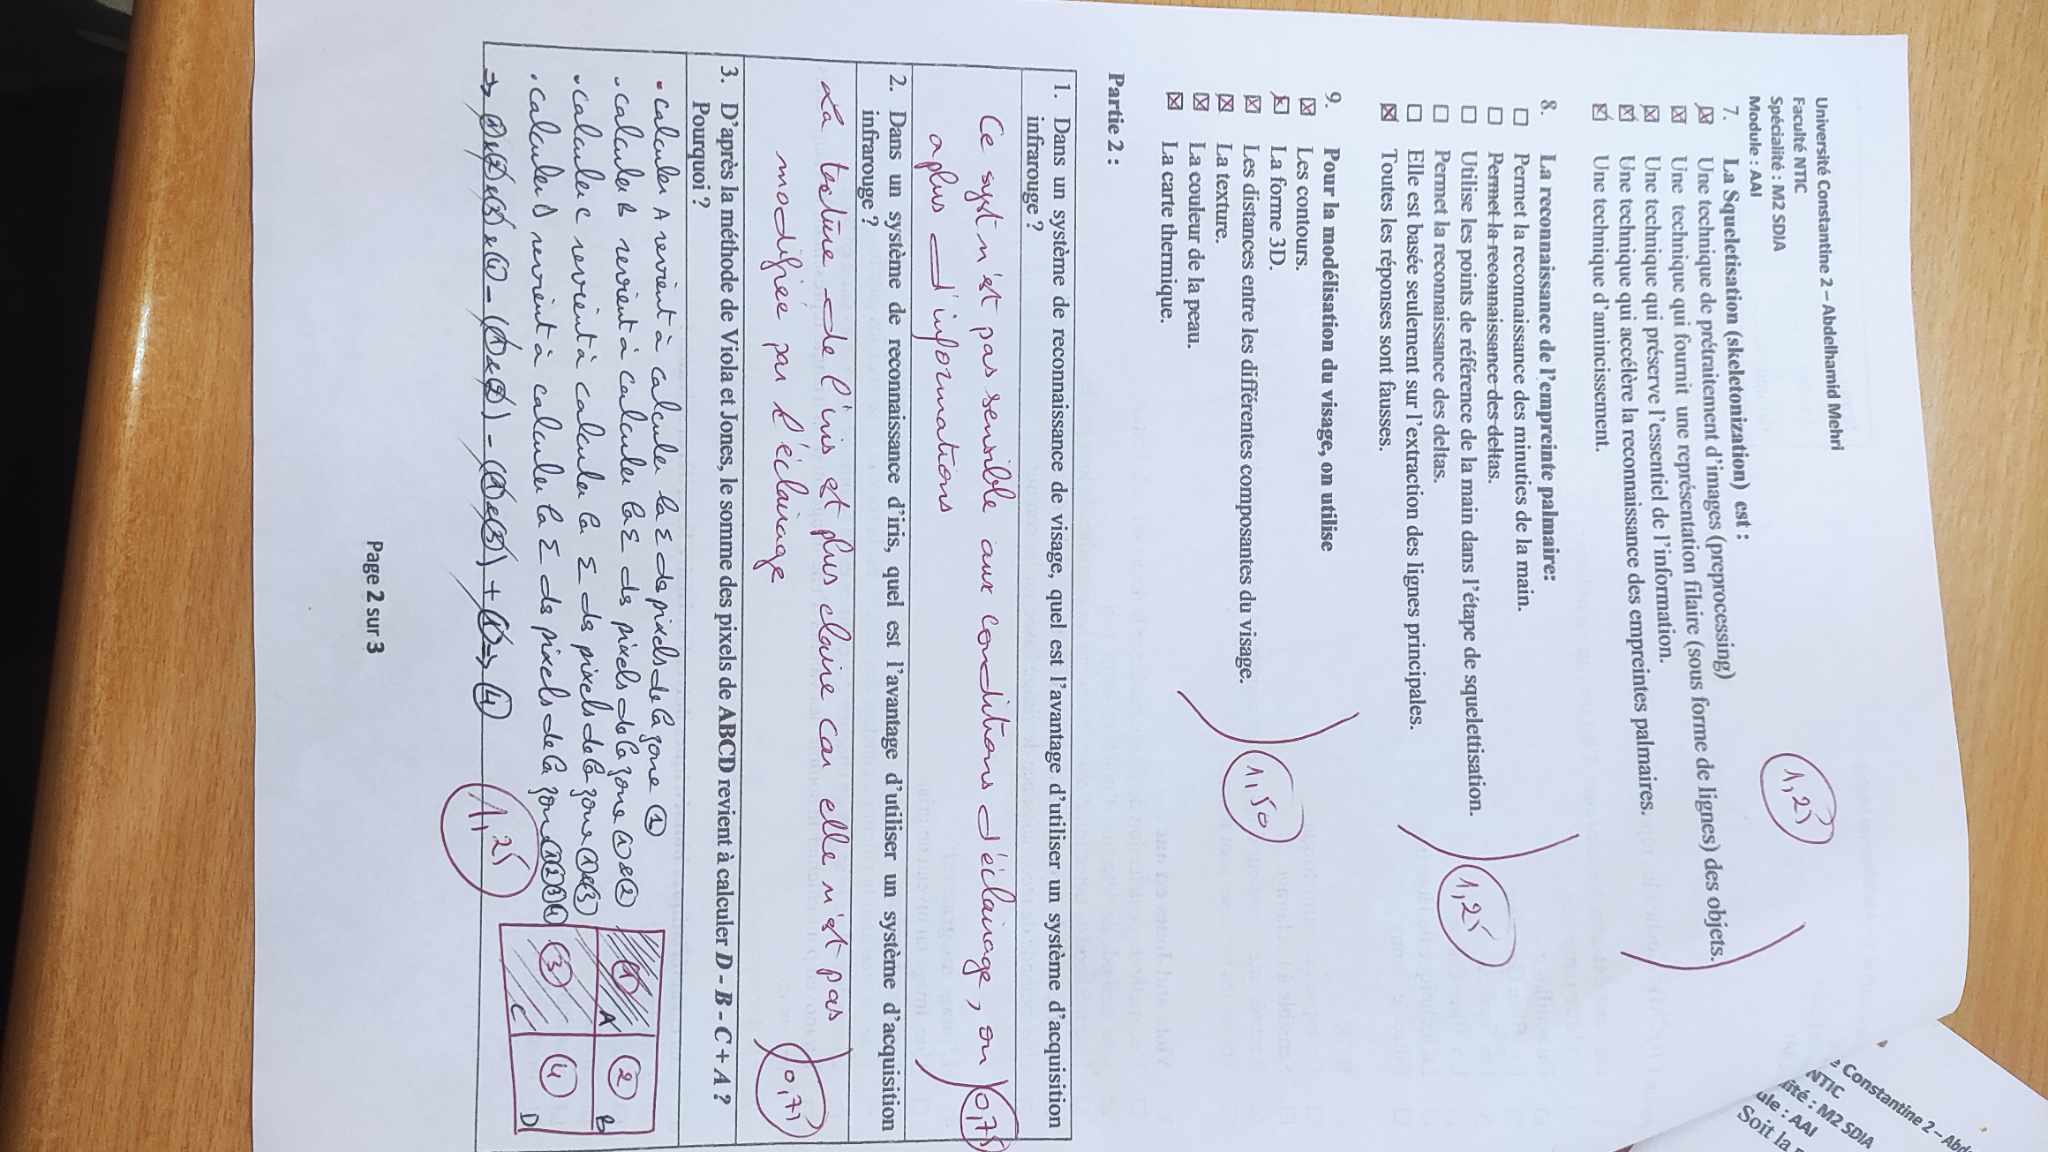 Université Constantine 2 – Abdelhamid Mehri
Faculté NTIC
Spécialité : M2 SDIA
Module : AAI
1,25
7. La Squeletisation (skeletonization) est :
☒ Une technique de prétraitement d'images (preprocessing)
☒ Une technique qui fournit une représentation filaire (sous forme de lignes) des objets.
☒ Une technique qui préserve l'essentiel de l'information.
☒ Une technique qui accélère la reconnaissance des empreintes palmaires.
☒ Une technique d'amincissement.
8. La reconnaissance de l'empreinte palmaire:
☐ Permet la reconnaissance des minuties de la main.
☐ Permet la reconnaissance des deltas.
☐ Utilise les points de référence de la main dans l'étape de squelettisation.
1,25
☐ Permet la reconnaissance des deltas.
☐ Elle est basée seulement sur l'extraction des lignes principales.
☒ Toutes les réponses sont fausses.
9. Pour la modélisation du visage, on utilise
☒ Les contours.
☒ La forme 3D.
☒ Les distances entre les différentes composantes du visage.
1,50
☒ La texture.
☒ La couleur de la peau.
☒ La carte thermique.
Partie 2 :
1. Dans un système de reconnaissance de visage, quel est l'avantage d'utiliser un système d'acquisition
infrarouge ?
Ce syst n'est pas sensible aux conditions d'éclairage, on
0,75
a plus d'informations
2. Dans un système de reconnaissance d'iris, quel est l'avantage d'utiliser un système d'acquisition
infrarouge ?
La texture de l'iris est plus claire car elle n'est pas
modifiée par l'éclairage
0,75
3. D'après la méthode de Viola et Jones, le somme des pixels de ABCD revient à calculer D - B - C + A ?
Pourquoi ?
- calculer A revient à calculer la Σ ds pixels de la zone ①
- calculer B revient à calculer la Σ ds pixels de la zone ① & ②
- calculer C revient à calculer la Σ ds pixels de la zone ① & ③
. calculer D revient à calculer la Σ ds pixels de la zone ① ② ③ ④
⇒ ① & ② & ③ & ④ – (① & ②) – (① & ③) + ① ⇒ ④
1,25
① A ② B
③ C ④ D
Page 2 sur 3
Constantine 2 – Abd
NTIC
ité : M2 SDIA
ule : AAI
Soit la